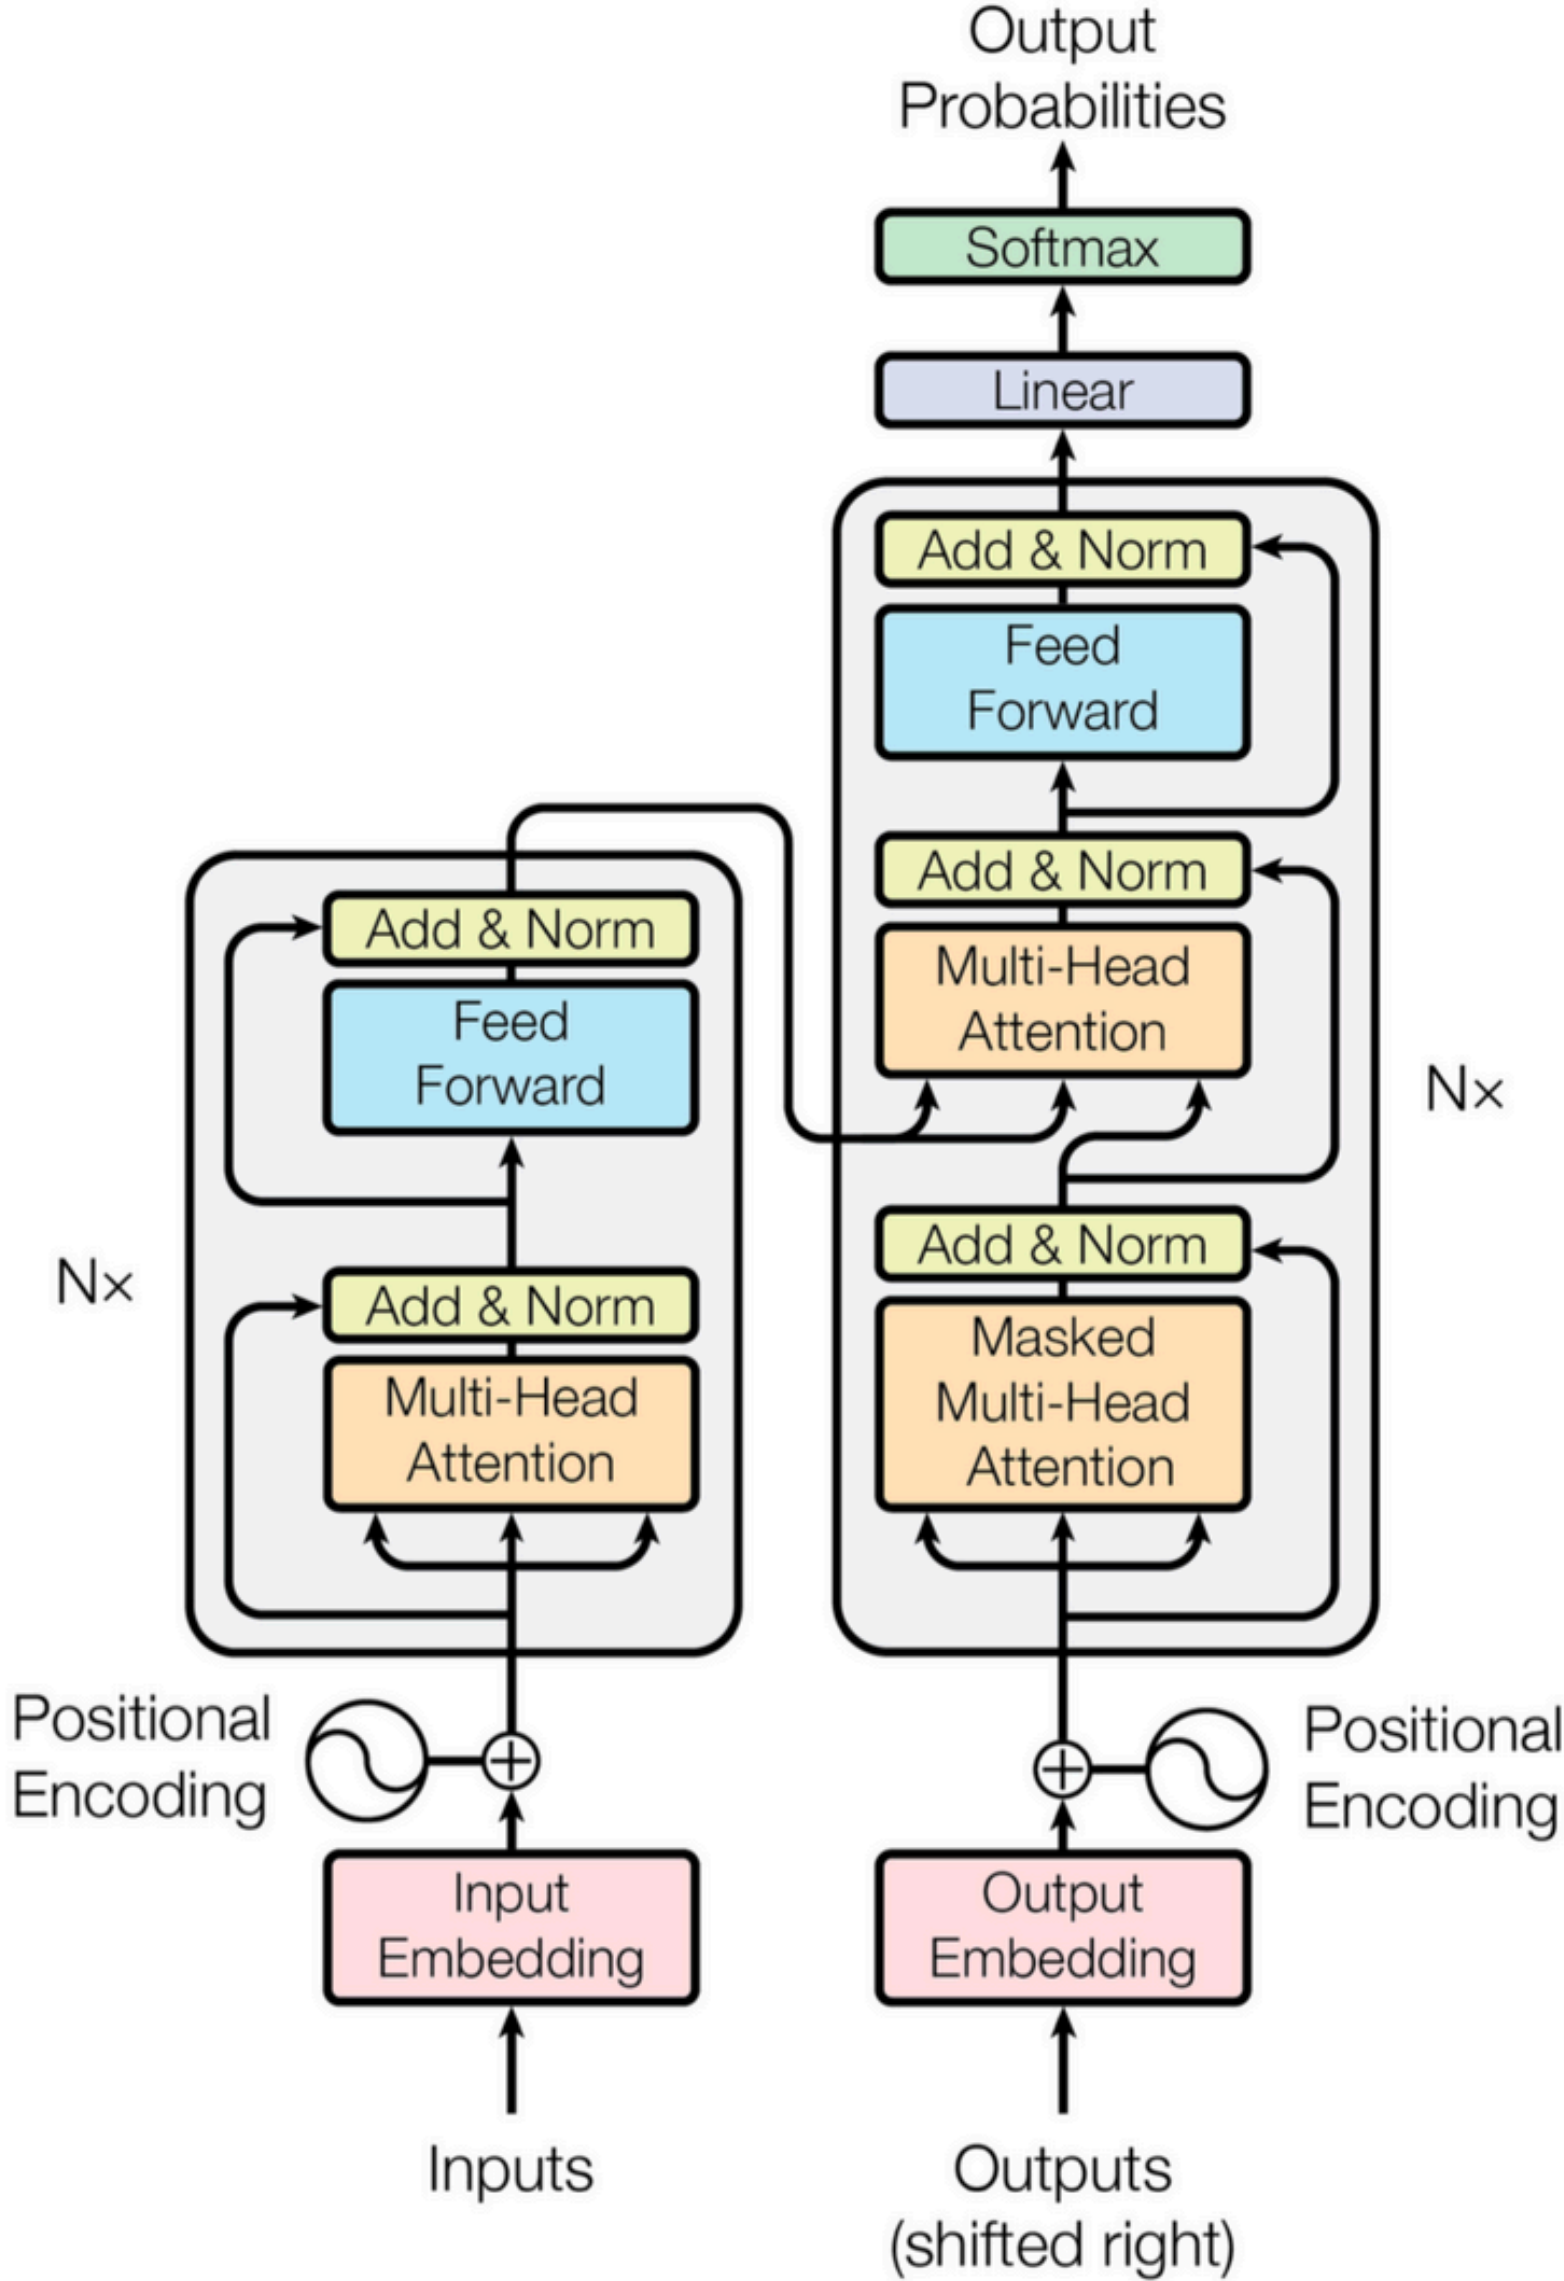 Output
Probabilities
Softmax
Linear
Add & Norm
Feed
Forward
Add & Norm
Multi-Head
Attention
Nx
Add & Norm
Masked
Multi-Head
Attention
Add & Norm
Feed
Forward
Nx
Add & Norm
Multi-Head
Attention
Positional
Encoding
Positional
Encoding
Input
Embedding
Output
Embedding
Inputs
Outputs
(shifted right)